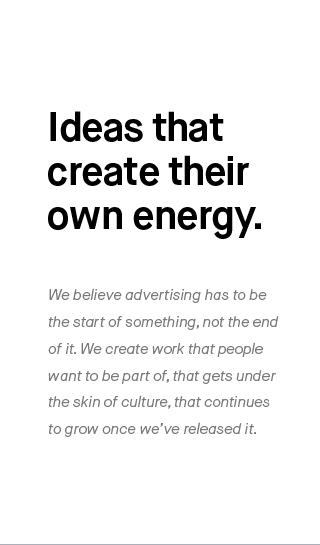 Ideas that
create their
own energy.
We believe advertising has to be
the start of something, not the end
of it. We create work that people
want to be part of, that gets under
the skin of culture, that continues
to grow once we've released it.